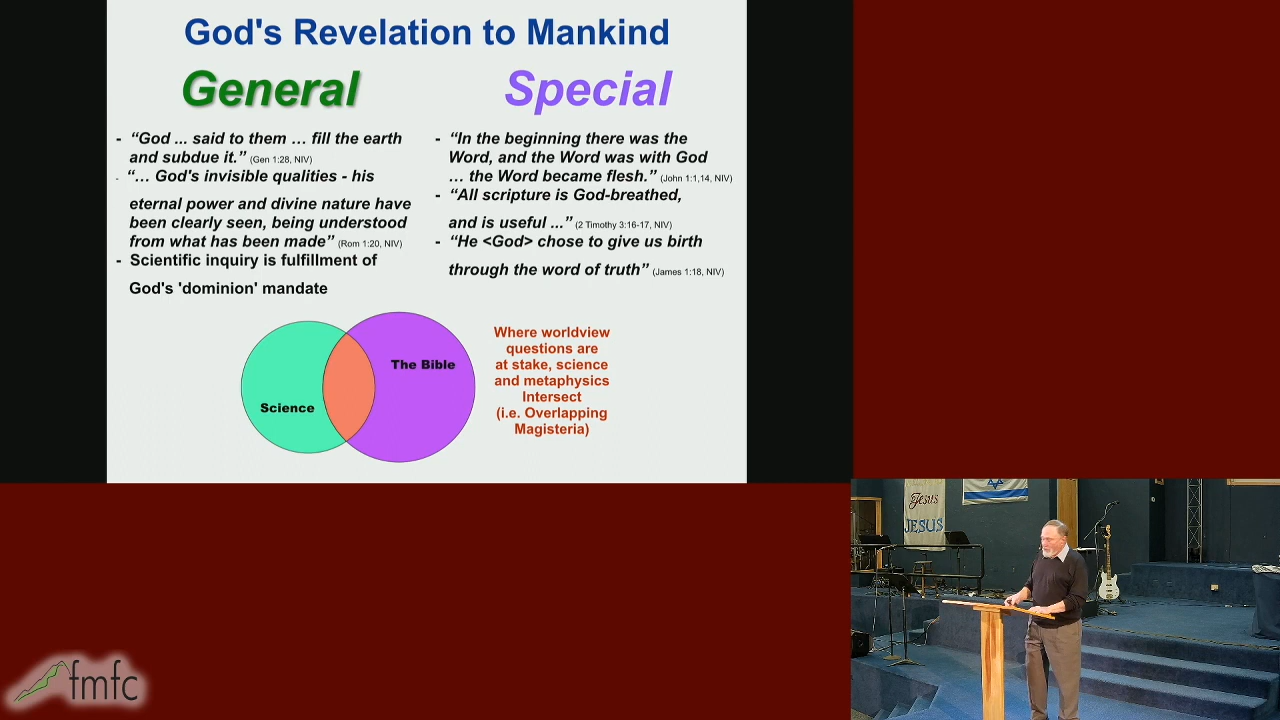 God's Revelation to Mankind
General
Special
- “God ... said to them … fill the earth
and subdue it.” (Gen 1:28, NIV)
- “… God's invisible qualities - his
eternal power and divine nature have
been clearly seen, being understood
from what has been made” (Rom 1:20, NIV)
- Scientific inquiry is fulfillment of
God's 'dominion' mandate
- “In the beginning there was the
Word, and the Word was with God
… the Word became flesh.” (John 1:1,14, NIV)
- “All scripture is God-breathed,
and is useful ...” (2 Timothy 3:16-17, NIV)
- “He <God> chose to give us birth
through the word of truth” (James 1:18, NIV)
Science
The Bible
Where worldview
questions are
at stake, science
and metaphysics
Intersect
(i.e. Overlapping
Magisteria)
Jesus
JESUS
fmfc